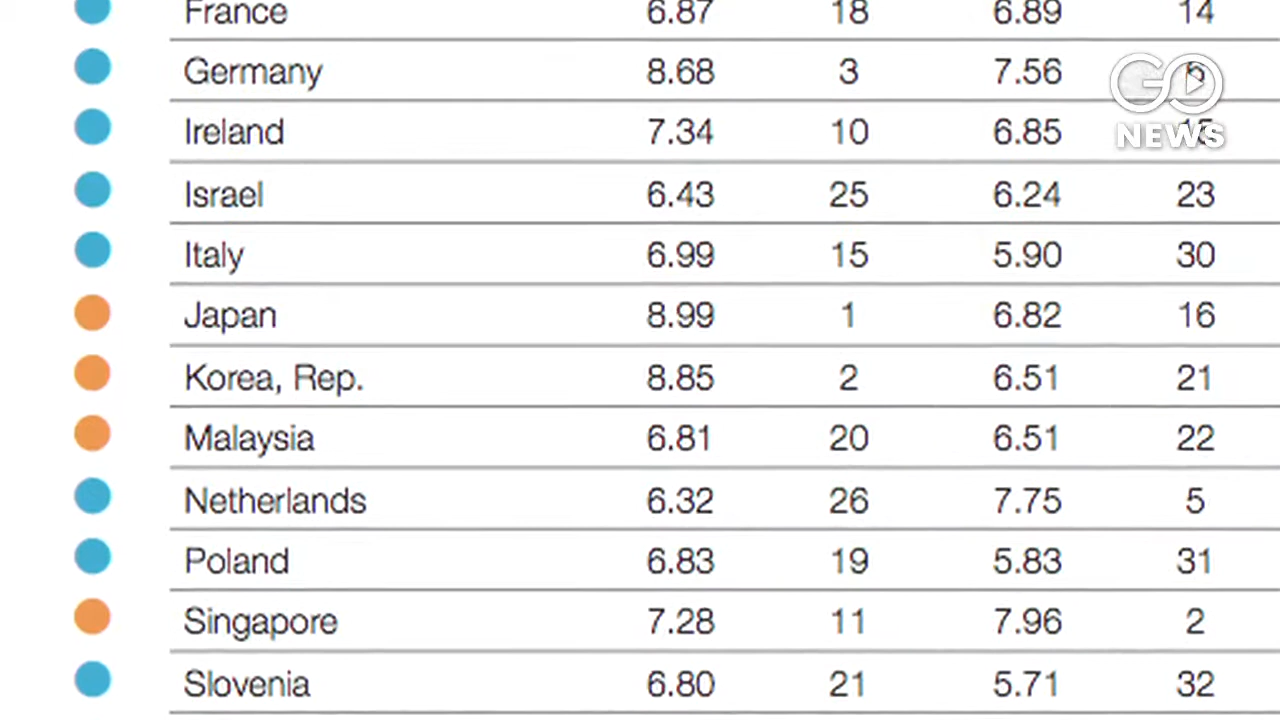 France 6.87 18 6.89 14
Germany 8.68 3 7.56 6
Ireland 7.34 10 6.85 15
Israel 6.43 25 6.24 23
Italy 6.99 15 5.90 30
Japan 8.99 1 6.82 16
Korea, Rep. 8.85 2 6.51 21
Malaysia 6.81 20 6.51 22
Netherlands 6.32 26 7.75 5
Poland 6.83 19 5.83 31
Singapore 7.28 11 7.96 2
Slovenia 6.80 21 5.71 32
GO
NEWS